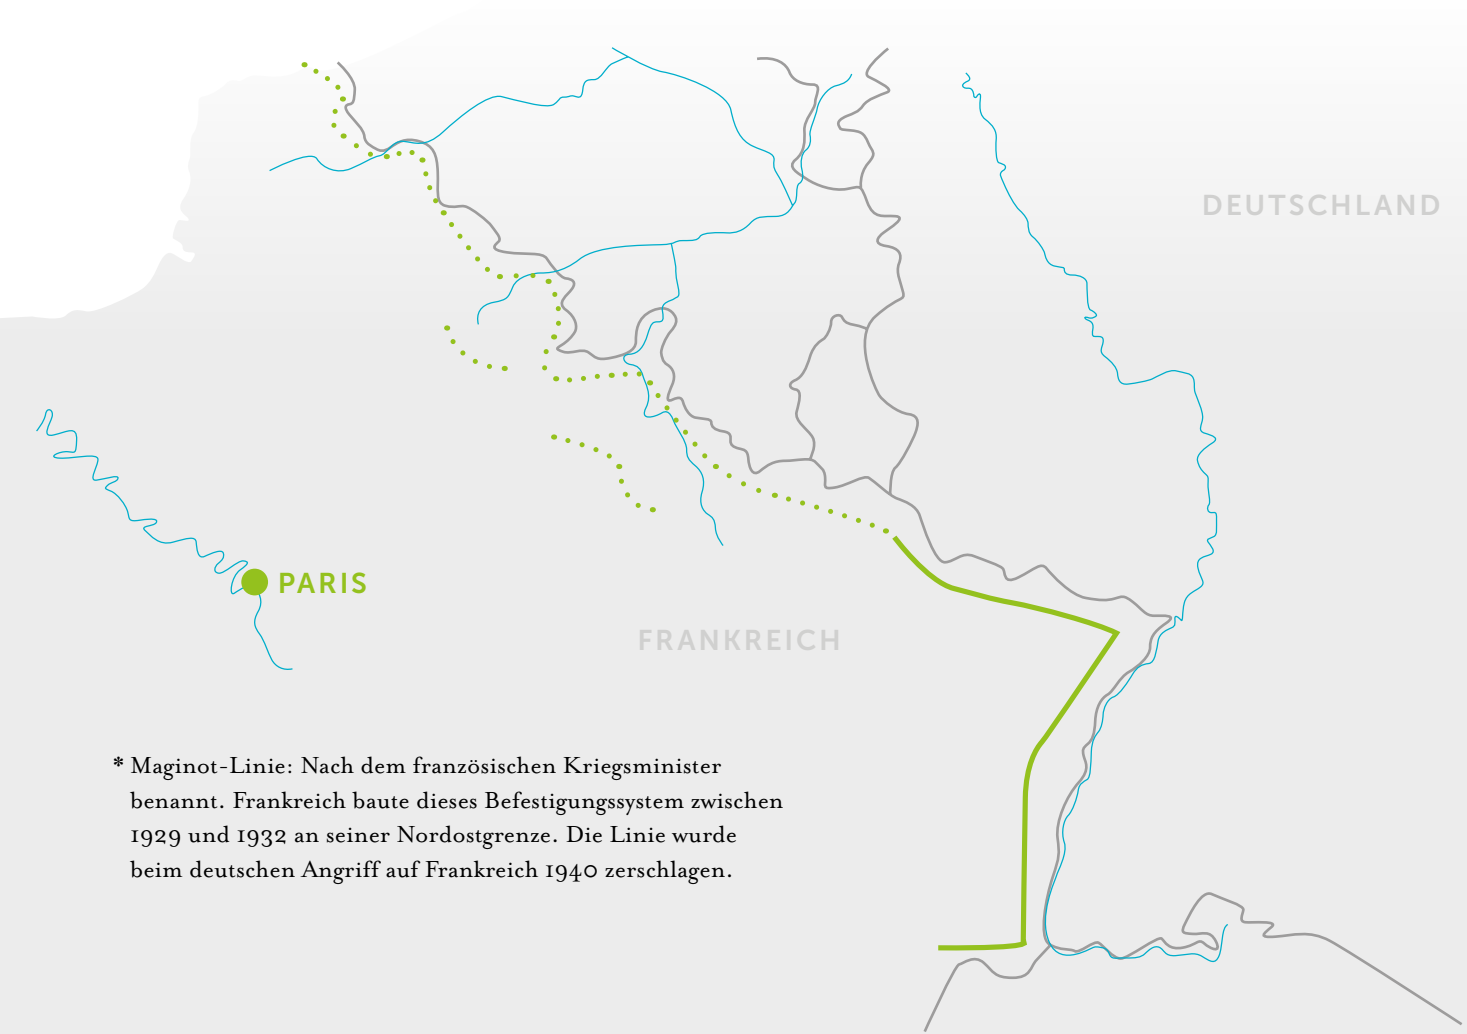 DEUTSCHLAND
PARIS
FRANKREICH
* Maginot-Linie: Nach dem französischen Kriegsminister
benannt. Frankreich baute dieses Befestigungssystem zwischen
1929 und 1932 an seiner Nordostgrenze. Die Linie wurde
beim deutschen Angriff auf Frankreich 1940 zerschlagen.